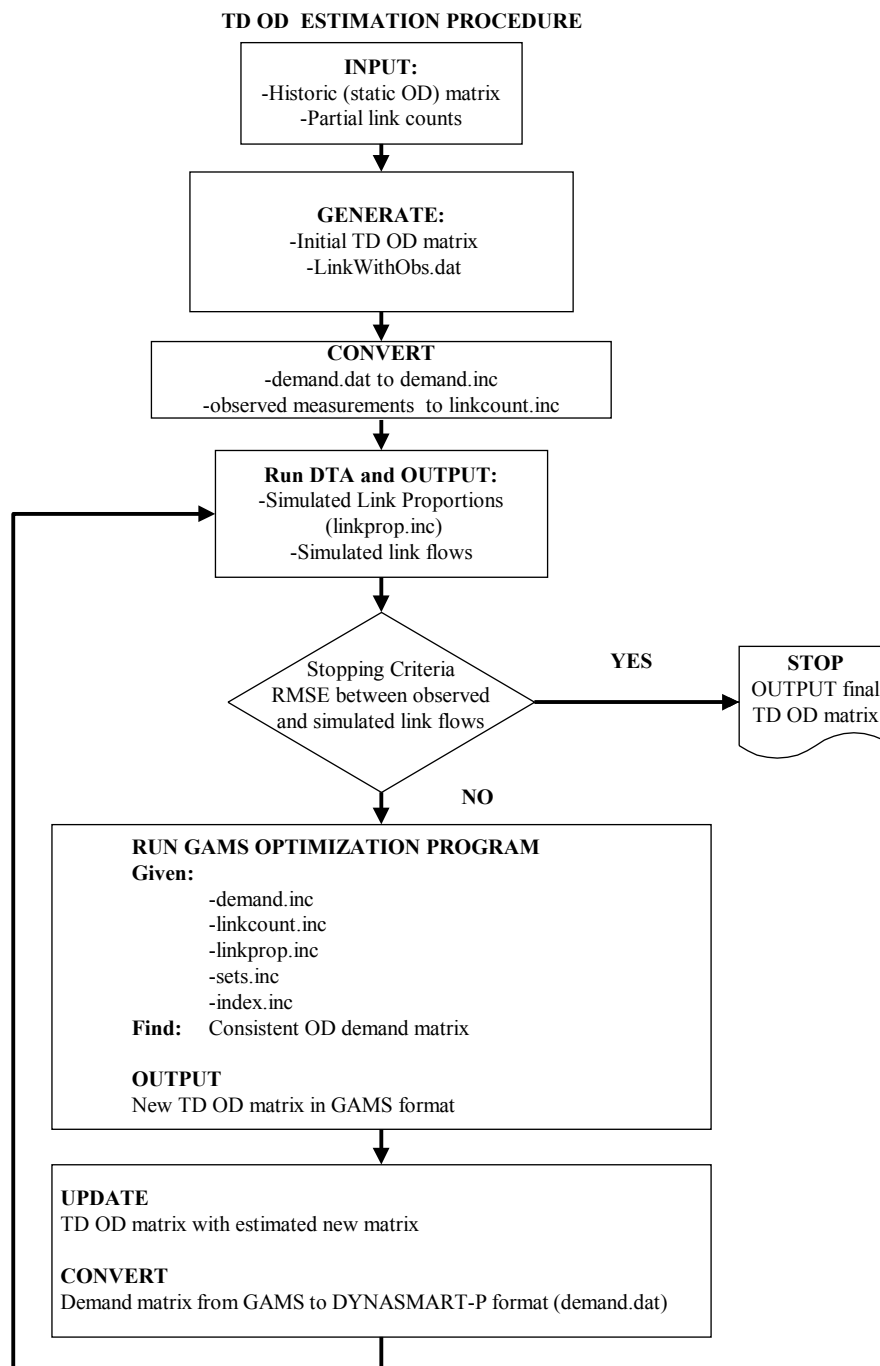 TD OD ESTIMATION PROCEDURE
INPUT:
-Historic (static OD) matrix
-Partial link counts
GENERATE:
-Initial TD OD matrix
-LinkWithObs.dat
CONVERT
-demand.dat to demand.inc
-observed measurements to linkcount.inc
Run DTA and OUTPUT:
-Simulated Link Proportions
(linkprop.inc)
-Simulated link flows
Stopping Criteria
RMSE between observed
and simulated link flows
YES
STOP
OUTPUT final
TD OD matrix
NO
RUN GAMS OPTIMIZATION PROGRAM
Given:
-demand.inc
-linkcount.inc
-linkprop.inc
-sets.inc
-index.inc
Find: Consistent OD demand matrix
OUTPUT
New TD OD matrix in GAMS format
UPDATE
TD OD matrix with estimated new matrix
CONVERT
Demand matrix from GAMS to DYNASMART-P format (demand.dat)